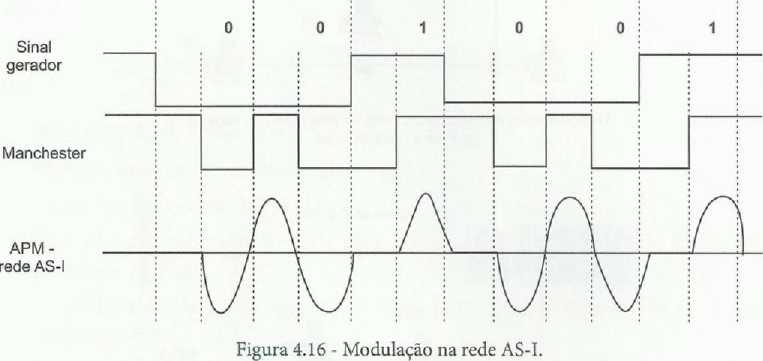 0 0 1 0 0 1
Sinal
gerador
Manchester
APM -
rede AS-I
Figura 4.16 - Modulação na rede AS-I.